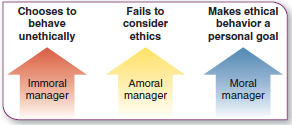 Chooses to
behave
unethically
Fails to
consider
ethics
Makes ethical
behavior a
personal goal
Immoral
manager
Amoral
manager
Moral
manager